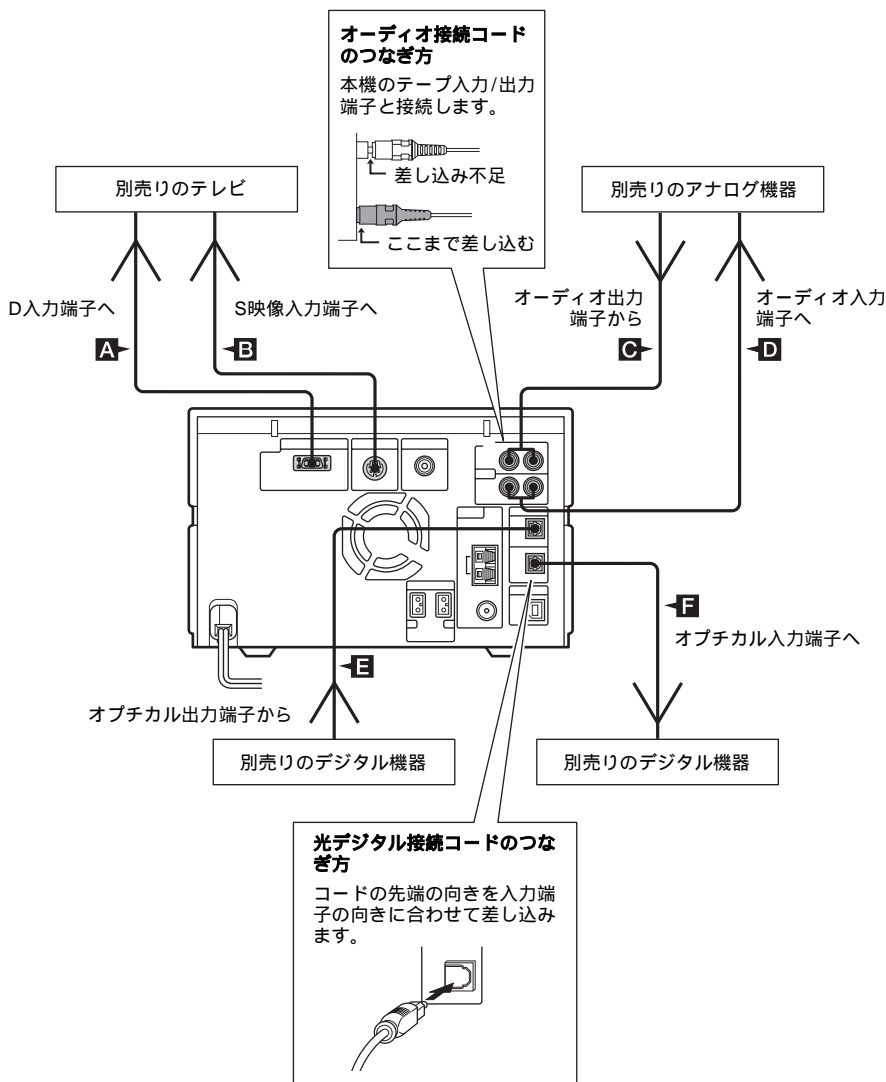 オーディオ接続コード
のつなぎ方
本機のテープ入力/出力
端子と接続します。
差し込み不足
ここまで差し込む
別売りのテレビ
別売りのアナログ機器
D入力端子へ
S映像入力端子へ
オーディオ出力
端子から
オーディオ入力
端子へ
A
B
C
D
E
F
オプチカル入力端子へ
オプチカル出力端子から
別売りのデジタル機器
別売りのデジタル機器
光デジタル接続コードのつな
ぎ方
コードの先端の向きを入力端
子の向きに合わせて差し込み
ます。